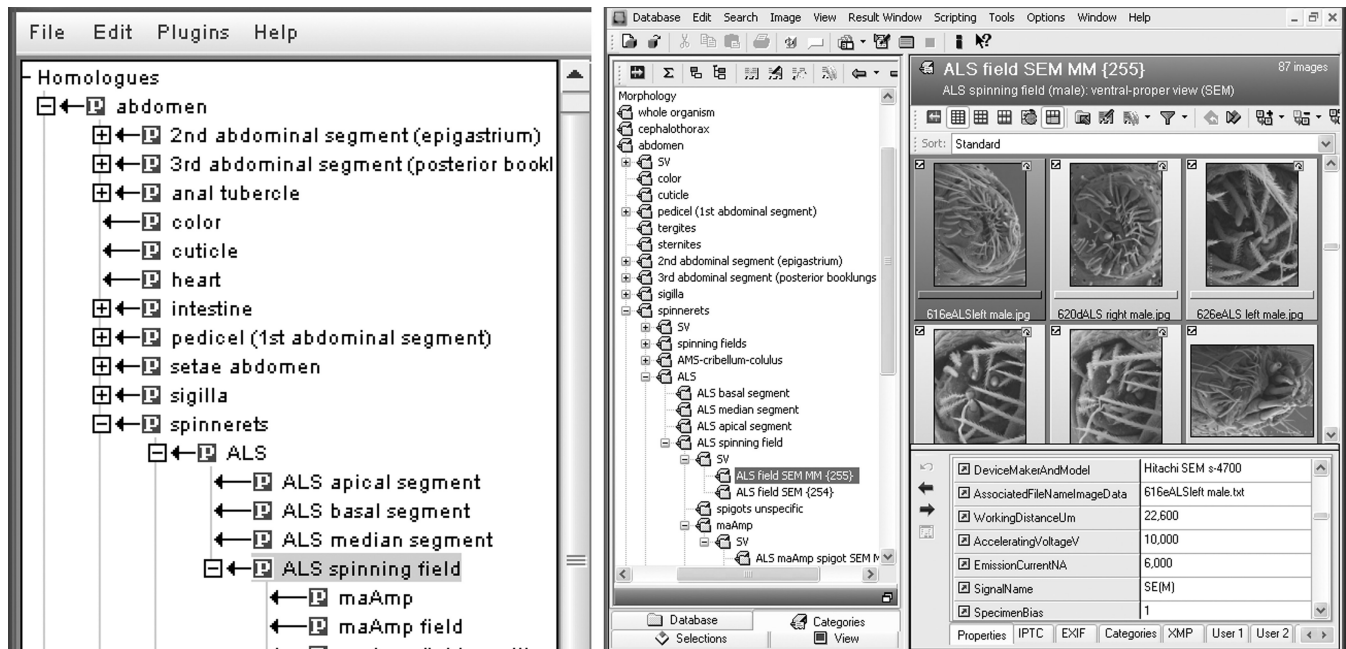 File Edit Plugins Help
Homologues
abdomen
2nd abdominal segment (epigastrium)
3rd abdominal segment (posterior bookl
anal tubercle
color
cuticle
heart
intestine
pedicel (1st abdominal segment)
setae abdomen
sigilla
spinnerets
ALS
ALS apical segment
ALS basal segment
ALS median segment
ALS spinning field
maAmp
maAmp field
Database Edit Search Image View Result Window Scripting Tools Options Window Help
Morphology
whole organism
cephalothorax
abdomen
SV
color
cuticle
pedicel (1st abdominal segment)
tergites
sternites
2nd abdominal segment (epigastrium)
3rd abdominal segment (posterior booklungs
sigilla
spinnerets
SV
spinning fields
AMS-cribellum-colulus
ALS
ALS basal segment
ALS median segment
ALS apical segment
ALS spinning field
SV
ALS field SEM MM {255}
ALS field SEM {254}
spigots unspecific
maAmp
SV
ALS maAmp spigot SEM M
Database
Categories
Selections
View
ALS field SEM MM {255}
87 images
ALS spinning field (male): ventral-proper view (SEM)
Sort: Standard
616eALSleft male.jpg
620dALS right male.jpg
626eALS left male.jpg
DeviceMakerAndModel Hitachi SEM s-4700
AssociatedFileNameImageData 616eALSleft male.txt
WorkingDistanceUm 22,600
AcceleratingVoltageV 10,000
EmissionCurrentNA 6,000
SignalName SE(M)
SpecimenBias 1
Properties IPTC EXIF Categories XMP User 1 User 2